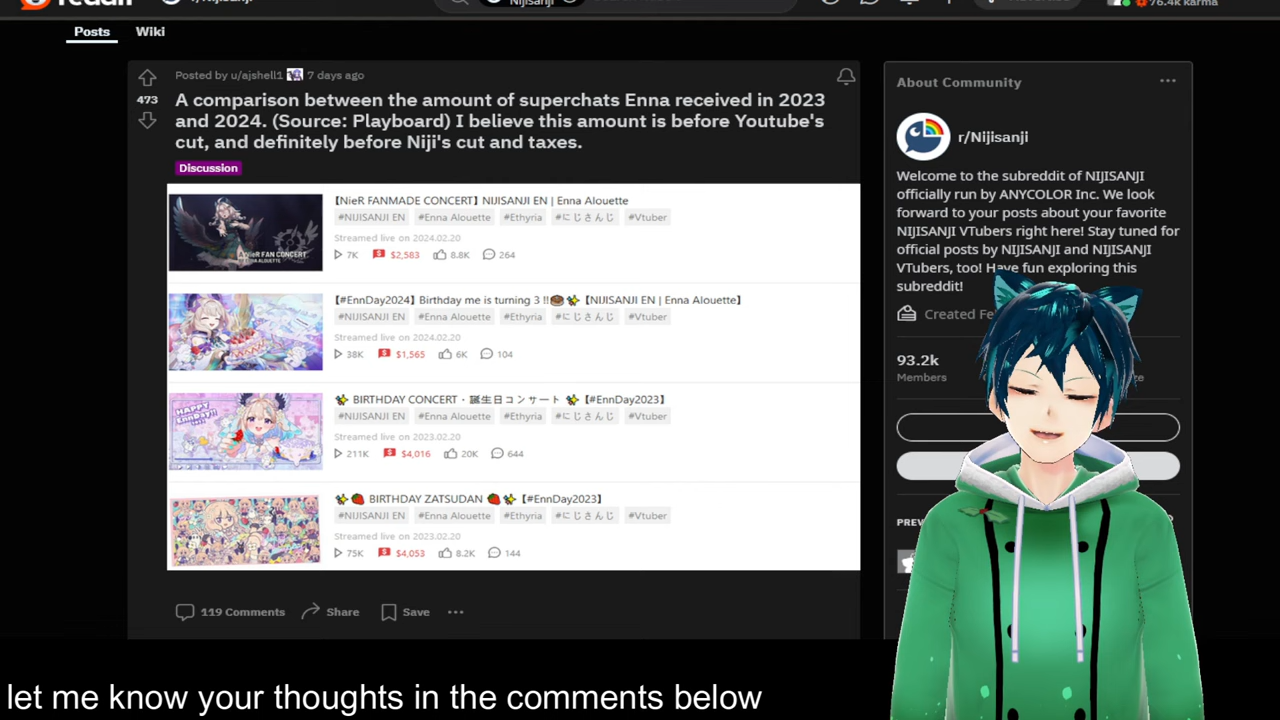 Nijisanji
76.4k karma
Posts Wiki
Posted by u/ajshell1 7 days ago
473
A comparison between the amount of superchats Enna received in 2023
and 2024. (Source: Playboard) I believe this amount is before Youtube's
cut, and definitely before Niji's cut and taxes.
Discussion
【NieR FANMADE CONCERT】 NIJISANJI EN | Enna Alouette
#NIJISANJI EN #Enna Alouette #Ethyria #にじさんじ #Vtuber
Streamed live on 2024.02.20
7K $2,583 8.8K 264
【#EnnDay2024】 Birthday me is turning 3 !!🍩✨【NIJISANJI EN | Enna Alouette】
#NIJISANJI EN #Enna Alouette #Ethyria #にじさんじ #Vtuber
Streamed live on 2024.02.20
38K $1,565 6K 104
HAPPY
✨ BIRTHDAY CONCERT・誕生日コンサート ✨【#EnnDay2023】
#NIJISANJI EN #Enna Alouette #Ethyria #にじさんじ #Vtuber
Streamed live on 2023.02.20
211K $4,016 20K 644
✨🍓 BIRTHDAY ZATSUDAN 🍓✨【#EnnDay2023】
#NIJISANJI EN #Enna Alouette #Ethyria #にじさんじ #Vtuber
Streamed live on 2023.02.20
75K $4,053 8.2K 144
119 Comments Share Save
About Community
r/Nijisanji
Welcome to the subreddit of NIJISANJI
officially run by ANYCOLOR Inc. We look
forward to your posts about your favorite
NIJISANJI VTubers right here! Stay tuned for
official posts by NIJISANJI and NIJISANJI
VTubers, too! Have fun exploring this
subreddit!
Created
93.2k
Members
let me know your thoughts in the comments below